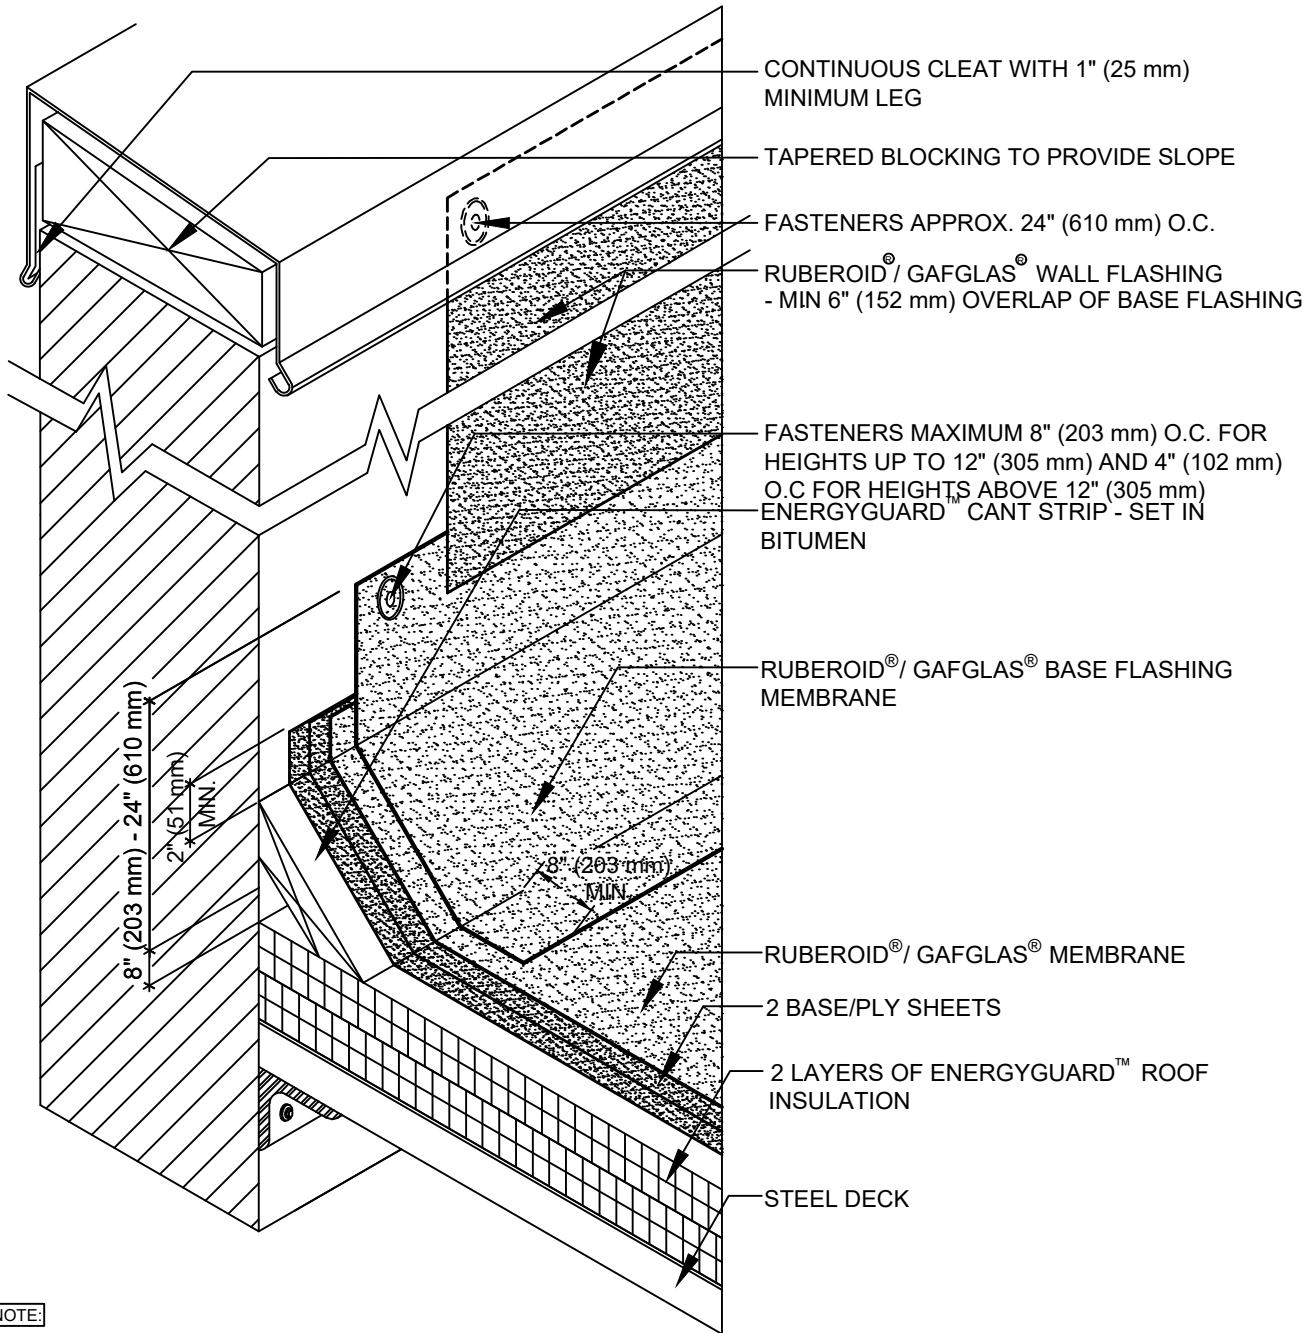 CONTINUOUS CLEAT WITH 1" (25 mm)
MINIMUM LEG
TAPERED BLOCKING TO PROVIDE SLOPE
FASTENERS APPROX. 24" (610 mm) O.C.
RUBEROID®/ GAFGLAS® WALL FLASHING
- MIN 6" (152 mm) OVERLAP OF BASE FLASHING
FASTENERS MAXIMUM 8" (203 mm) O.C. FOR
HEIGHTS UP TO 12" (305 mm) AND 4" (102 mm)
O.C FOR HEIGHTS ABOVE 12" (305 mm)
ENERGYGUARD™ CANT STRIP - SET IN
BITUMEN
RUBEROID®/ GAFGLAS® BASE FLASHING
MEMBRANE
8" (203 mm) - 24" (610 mm)
2" (51 mm)
MIN.
8" (203 mm)
MIN.
RUBEROID®/ GAFGLAS® MEMBRANE
2 BASE/PLY SHEETS
2 LAYERS OF ENERGYGUARD™ ROOF
INSULATION
STEEL DECK
NOTE: